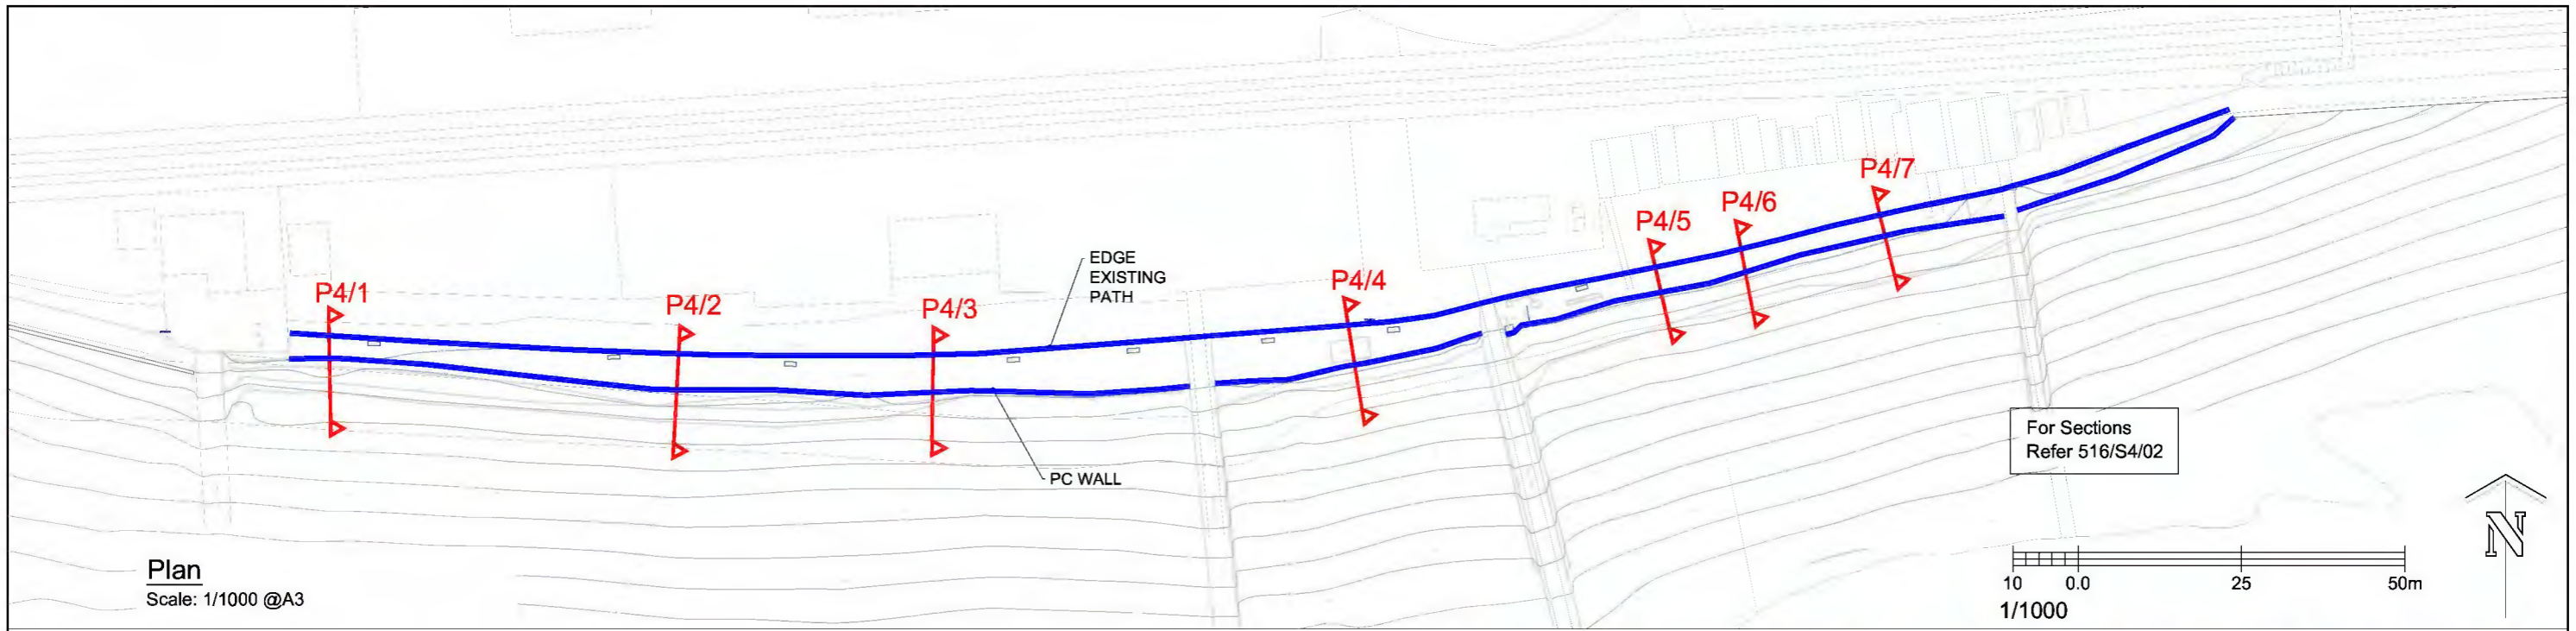 P4/7
P4/6
P4/5
EDGE
EXISTING
PATH
P4/4
P4/1
P4/2
P4/3
PC WALL
For Sections
Refer 516/S4/02
N
Plan
Scale: 1/1000 @A3
10 0.0 25 50m
1/1000